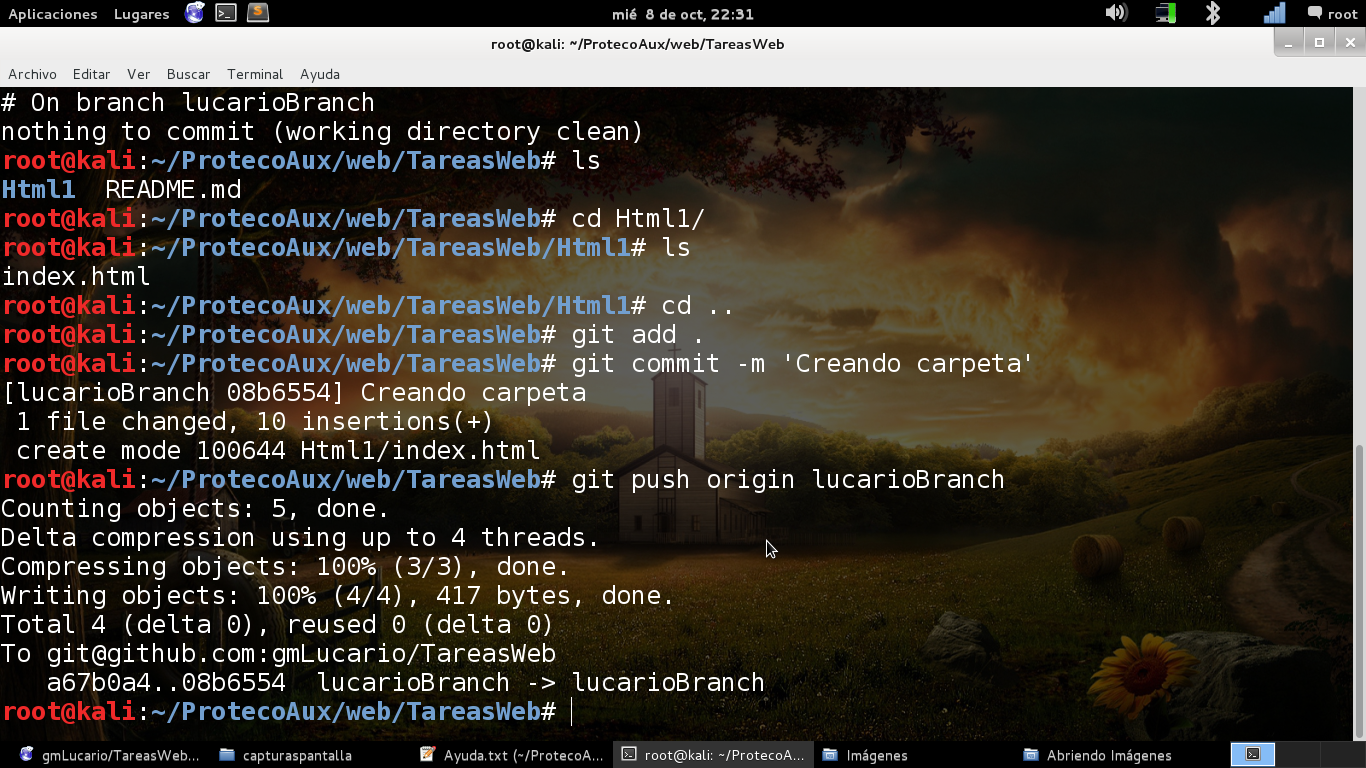 Aplicaciones Lugares mié 8 de oct, 22:31 root
root@kali: ~/ProtecoAux/web/TareasWeb
Archivo Editar Ver Buscar Terminal Ayuda
# On branch lucarioBranch
nothing to commit (working directory clean)
root@kali:~/ProtecoAux/web/TareasWeb# ls
Html1  README.md
root@kali:~/ProtecoAux/web/TareasWeb# cd Html1/
root@kali:~/ProtecoAux/web/TareasWeb/Html1# ls
index.html
root@kali:~/ProtecoAux/web/TareasWeb/Html1# cd ..
root@kali:~/ProtecoAux/web/TareasWeb# git add .
root@kali:~/ProtecoAux/web/TareasWeb# git commit -m 'Creando carpeta'
[lucarioBranch 08b6554] Creando carpeta
 1 file changed, 10 insertions(+)
 create mode 100644 Html1/index.html
root@kali:~/ProtecoAux/web/TareasWeb# git push origin lucarioBranch
Counting objects: 5, done.
Delta compression using up to 4 threads.
Compressing objects: 100% (3/3), done.
Writing objects: 100% (4/4), 417 bytes, done.
Total 4 (delta 0), reused 0 (delta 0)
To git@github.com:gmLucario/TareasWeb
   a67b0a4..08b6554  lucarioBranch -> lucarioBranch
root@kali:~/ProtecoAux/web/TareasWeb#
gmLucario/TareasWeb... capturaspantalla Ayuda.txt (~/ProtecoA... root@kali: ~/ProtecoA... Imágenes Abriendo Imágenes